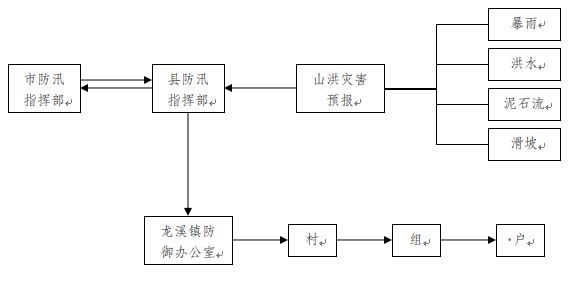 暴雨
市防汛
指挥部
县防汛
指挥部
山洪灾害
预报
洪水
泥石流
滑坡
龙溪镇防
御办公室
村
组
·户